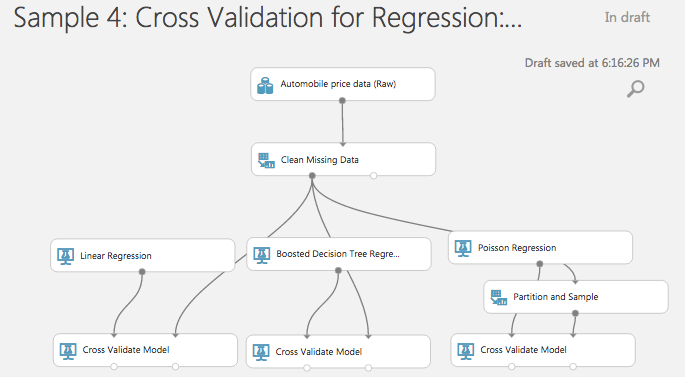 Sample 4: Cross Validation for Regression:...
In draft
Draft saved at 6:16:26 PM
Automobile price data (Raw)
Clean Missing Data
Linear Regression
Boosted Decision Tree Regre...
Poisson Regression
Partition and Sample
Cross Validate Model
Cross Validate Model
Cross Validate Model